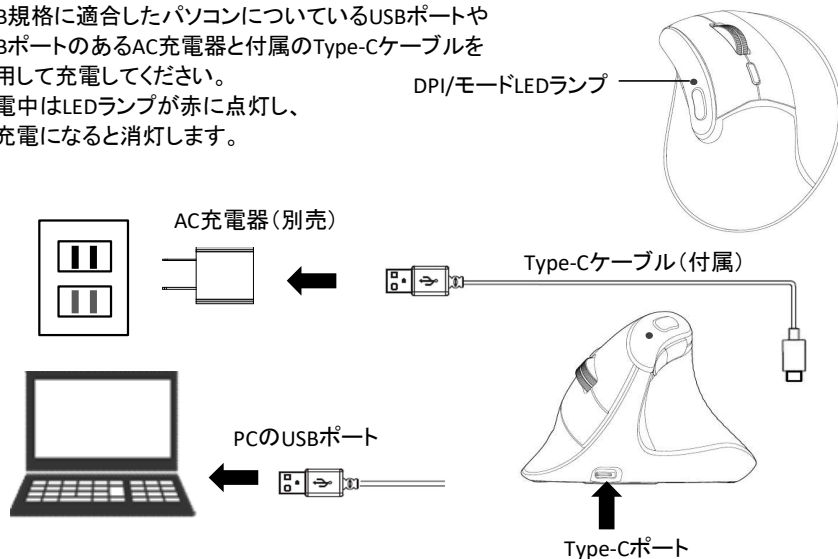 規格に適合したパソコンについているUSBポートや
ポートのあるAC充電器と付属のType-Cケーブルを
用して充電してください。
電中はLEDランプが赤に点灯し、
充電になると消灯します。
DPI/モードLEDランプ
AC充電器(別売)
Type-Cケーブル(付属)
PCのUSBポート
Type-Cポート